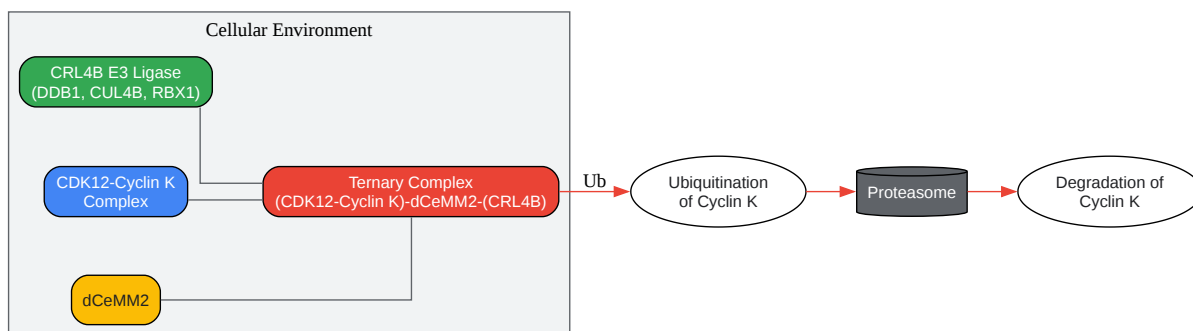 Cellular Environment
CRL4B E3 Ligase
(DDB1, CUL4B, RBX1)
CDK12-Cyclin K
Complex
Ternary Complex
(CDK12-Cyclin K)-dCeMM2-(CRL4B)
dCeMM2
Ub
Ubiquitination
of Cyclin K
Proteasome
Degradation of
Cyclin K